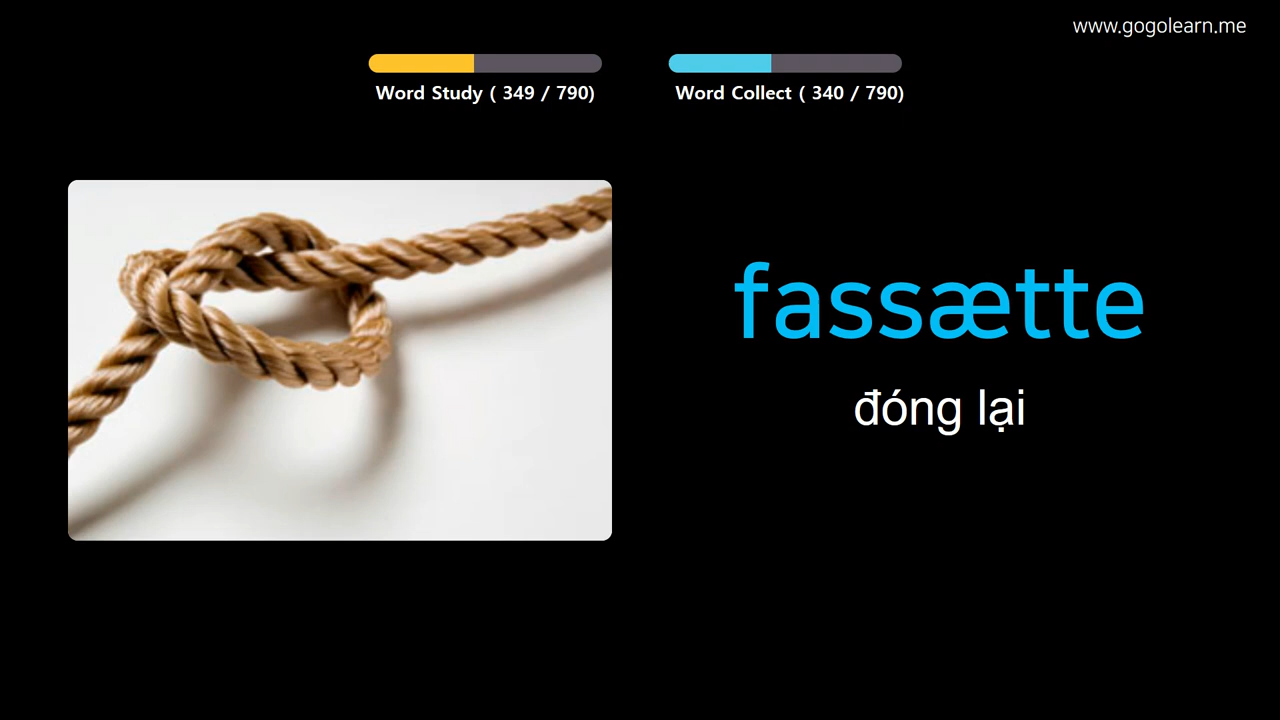 www.gogolearn.me
Word Study ( 349 / 790)
Word Collect ( 340 / 790)
fassætte
đóng lại